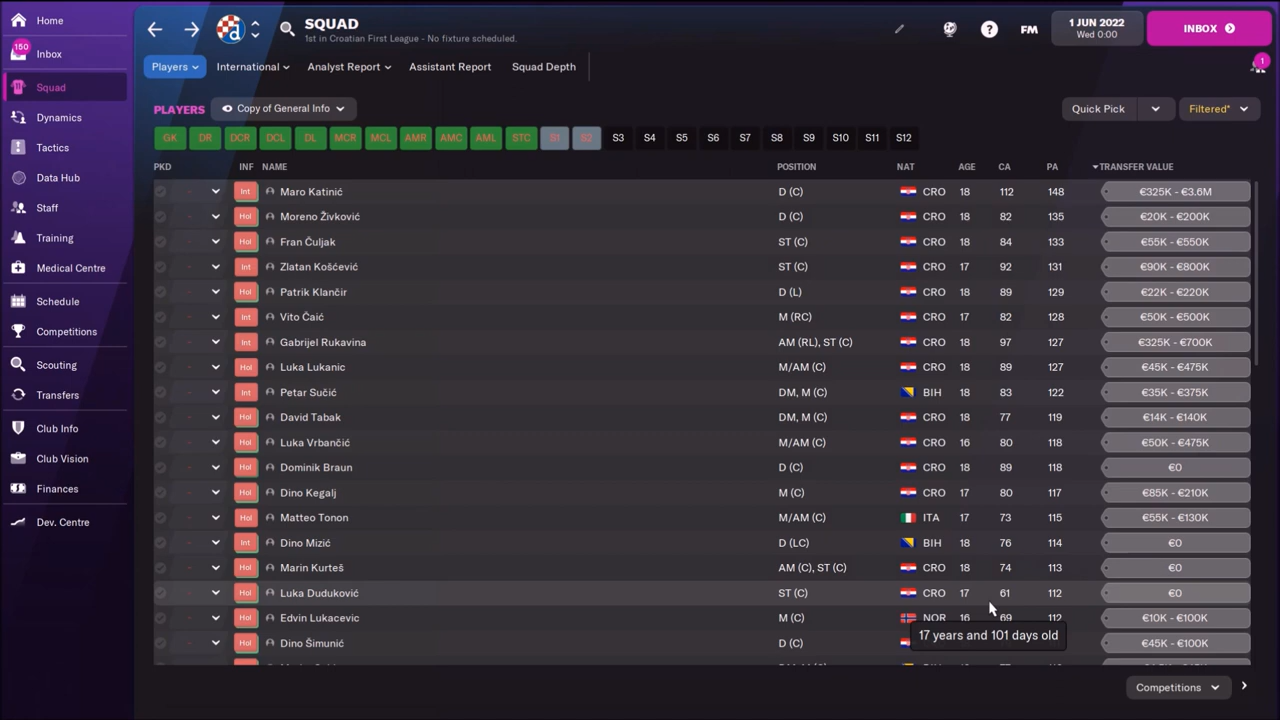 Home
150
Inbox
Squad
Dynamics
Tactics
Data Hub
Staff
Training
Medical Centre
Schedule
Competitions
Scouting
Transfers
Club Info
Club Vision
Finances
Dev. Centre
SQUAD
1st in Croatian First League - No fixture scheduled.
FM
1 JUN 2022
Wed 0:00
INBOX
Players International Analyst Report Assistant Report Squad Depth
1
PLAYERS Copy of General Info Quick Pick Filtered*
GK DR DCR DCL DL MCR MCL AMR AMC AML STC S1 S2 S3 S4 S5 S6 S7 S8 S9 S10 S11 S12
PKD INF NAME POSITION NAT AGE CA PA TRANSFER VALUE
- Int Maro Katinić D (C) CRO 18 112 148 €325K - €3.6M
- Hol Moreno Živković D (C) CRO 18 82 135 €20K - €200K
- Hol Fran Čuljak ST (C) CRO 18 84 133 €55K - €550K
- Int Zlatan Koščević ST (C) CRO 17 92 131 €90K - €800K
- Hol Patrik Klančir D (L) CRO 18 89 129 €22K - €220K
- Int Vito Čaić M (RC) CRO 17 82 128 €50K - €500K
- Int Gabrijel Rukavina AM (RL), ST (C) CRO 18 97 127 €325K - €700K
- Hol Luka Lukanic M/AM (C) CRO 18 89 127 €45K - €475K
- Int Petar Sučić DM, M (C) BIH 18 83 122 €35K - €375K
- Hol David Tabak DM, M (C) CRO 18 77 119 €14K - €140K
- Hol Luka Vrbančić M/AM (C) CRO 16 80 118 €50K - €475K
- Hol Dominik Braun D (C) CRO 18 89 118 €0
- Hol Dino Kegalj M (C) CRO 17 80 117 €85K - €210K
- Hol Matteo Tonon M/AM (C) ITA 17 73 115 €55K - €130K
- Int Dino Mizić D (LC) BIH 18 76 114 €0
- Hol Marin Kurteš AM (C), ST (C) CRO 18 74 113 €0
- Hol Luka Duduković ST (C) CRO 17 61 112 €0
- Hol Edvin Lukacevic M (C) NOR 16 69 112 €10K - €100K
17 years and 101 days old
- Hol Dino Šimunić D (C) €45K - €100K
Competitions